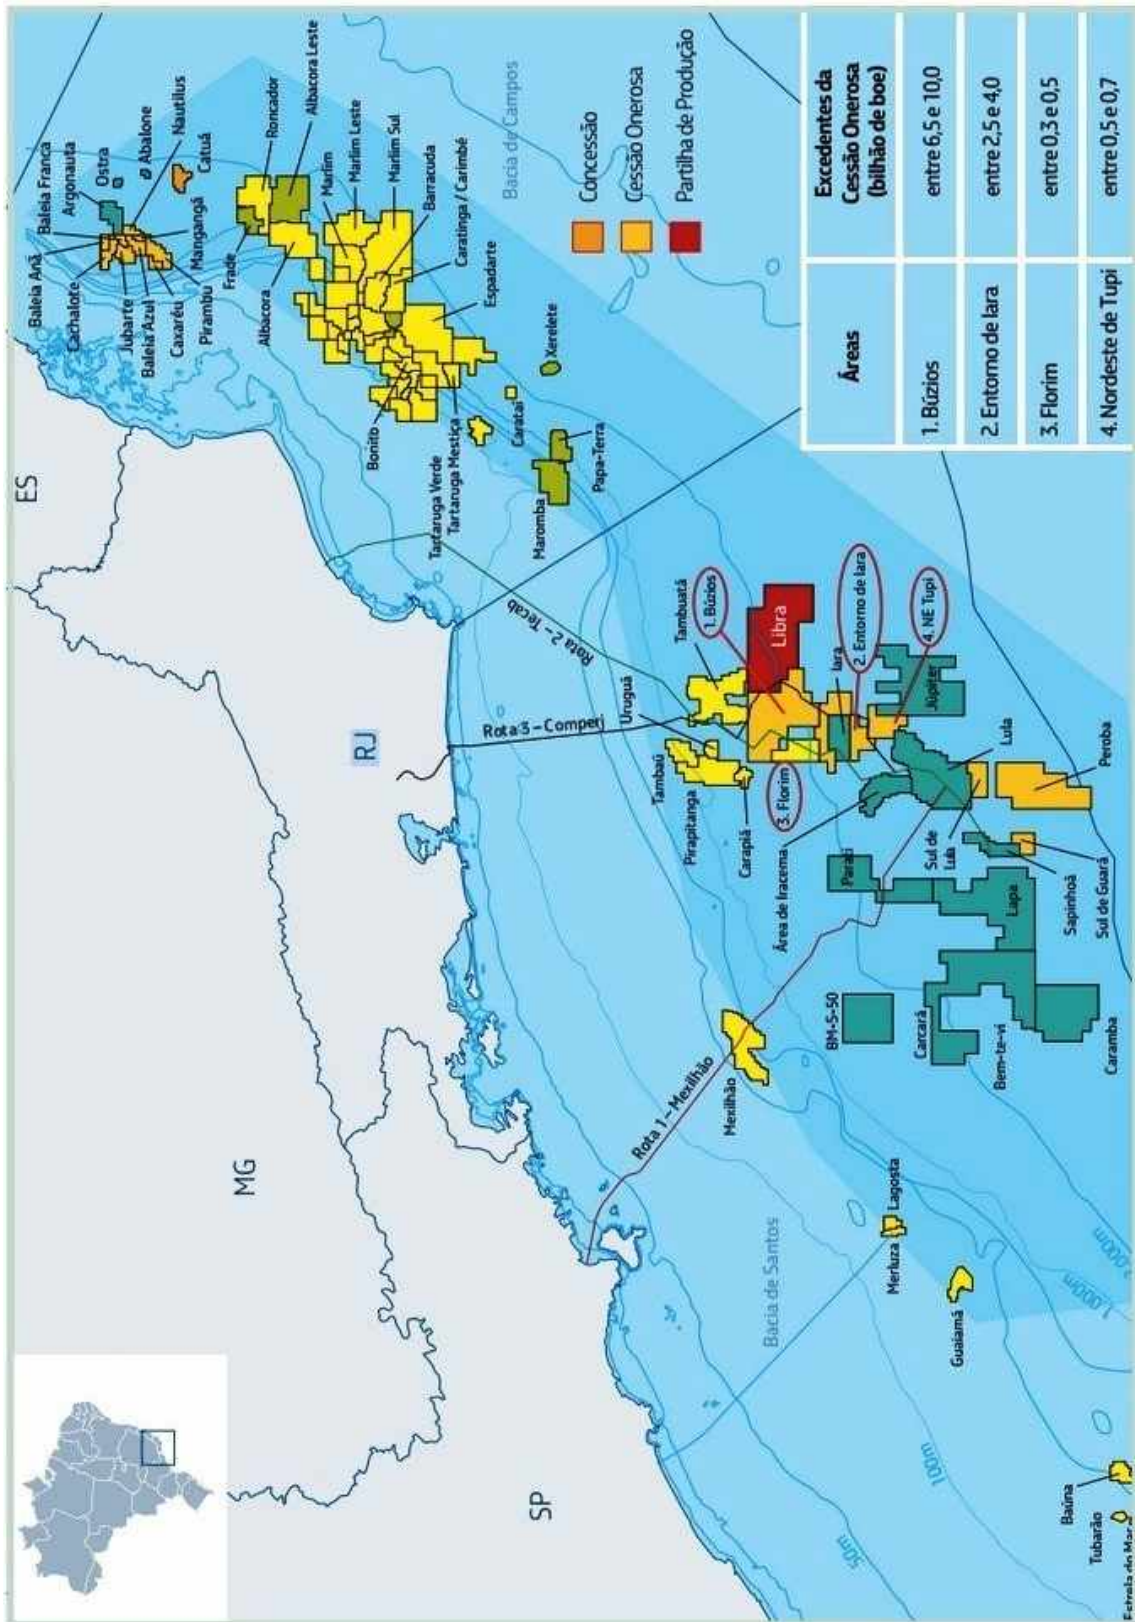 ES
MG
RJ
SP
Baleia Franca
Argonauta
Ostra
Abalone
Nautilus
Catuá
Baleia Anã
Cachalote
Jubarte
Baleia Azul
Caxaréu
Pirambu
Mangangá
Roncador
Albacora Leste
Frade
Albacora
Marlim
Marlim Leste
Marlim Sul
Barracuda
Caratinga / Carimbé
Espadarte
Bonito
Tartaruga Verde
Tartaruga Mestiça
Carataí
Xerelete
Maromba
Papa-Terra
Bacia de Campos
Concessão
Cessão Onerosa
Partilha de Produção
Rota 2 – Tecab
Rota 3 – Comperj
Rota 1 – Mexilhão
Tambuatá
Uruguá
Tambaú
Pirapitanga
Carapiá
1. Búzios
Libra
2. Entorno de Iara
Iara
4. NE Tupi
3. Florim
Júpiter
Área de Iracema
Lula
Sul de
Lula
Peroba
Parati
Sapinhoá
Sul de Guará
Lapa
BM-S-50
Carcará
Bem-te-vi
Caramba
Mexilhão
Merluza
Lagosta
Guaiamá
Bacia de Santos
Baúna
Tubarão
50m
100m
1.000m
2.000m
Áreas
Excedentes da
Cessão Onerosa
(bilhão de boe)
1. Búzios
entre 6,5 e 10,0
2. Entorno de Iara
entre 2,5 e 4,0
3. Florim
entre 0,3 e 0,5
4. Nordeste de Tupi
entre 0,5 e 0,7